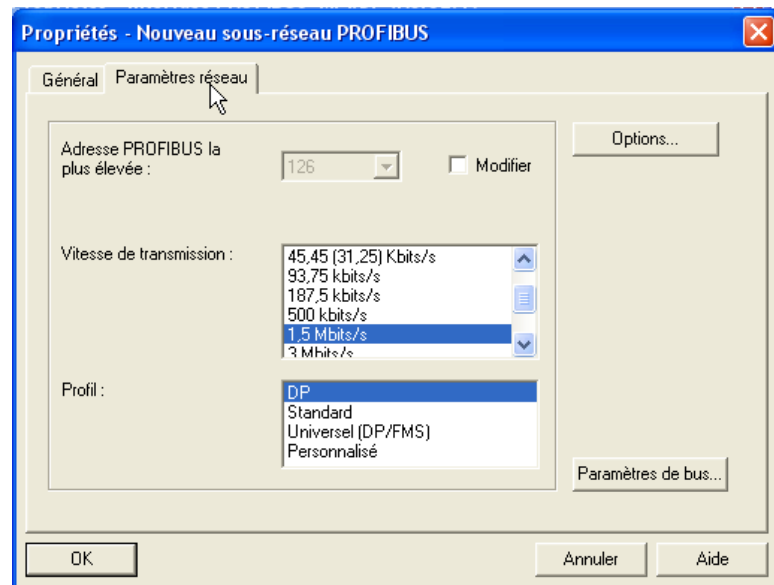 Propriétés - Nouveau sous-réseau PROFIBUS
Général
Paramètres réseau
Options...
Adresse PROFIBUS la
plus élevée :
126
Modifier
Vitesse de transmission :
45,45 (31,25) Kbits/s
93,75 kbits/s
187,5 kbits/s
500 kbits/s
1,5 Mbits/s
3 Mbits/s
Profil :
DP
Standard
Universel (DP/FMS)
Personnalisé
Paramètres de bus...
OK
Annuler
Aide